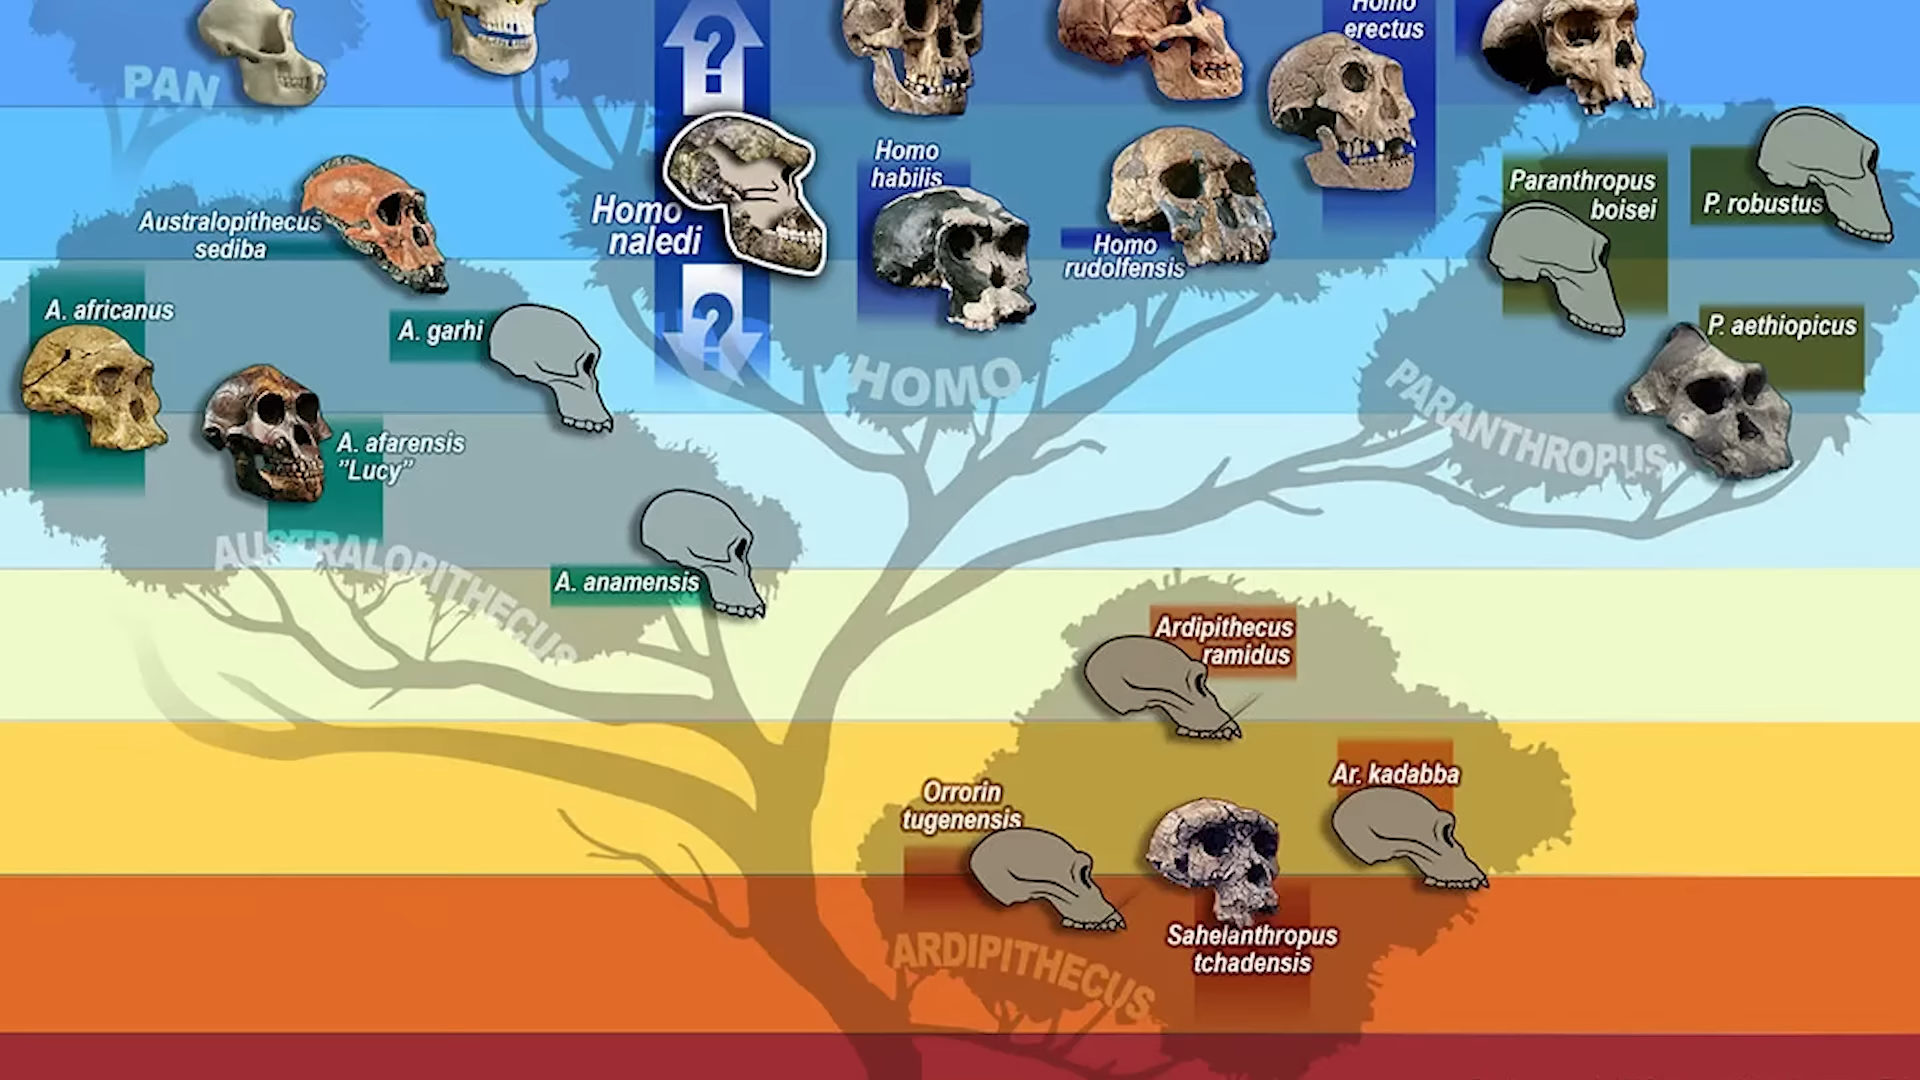 Homo
erectus
PAN
?
Homo
habilis
Paranthropus
boisei
P. robustus
Australopithecus
sediba
Homo
naledi
Homo
rudolfensis
A. africanus
A. garhi
?
P. aethiopicus
HOMO
PARANTHROPUS
A. afarensis
"Lucy"
AUSTRALOPITHECUS
A. anamensis
Ardipithecus
ramidus
Ar. kadabba
Orrorin
tugenensis
Sahelanthropus
tchadensis
ARDIPITHECUS